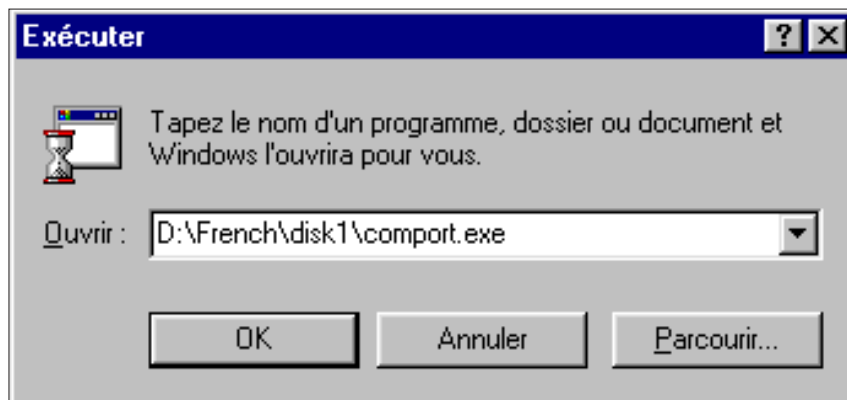 Exécuter
Tapez le nom d'un programme, dossier ou document et
Windows l'ouvrira pour vous.
Ouvrir : D:\French\disk1\comport.exe
OK Annuler Parcourir...